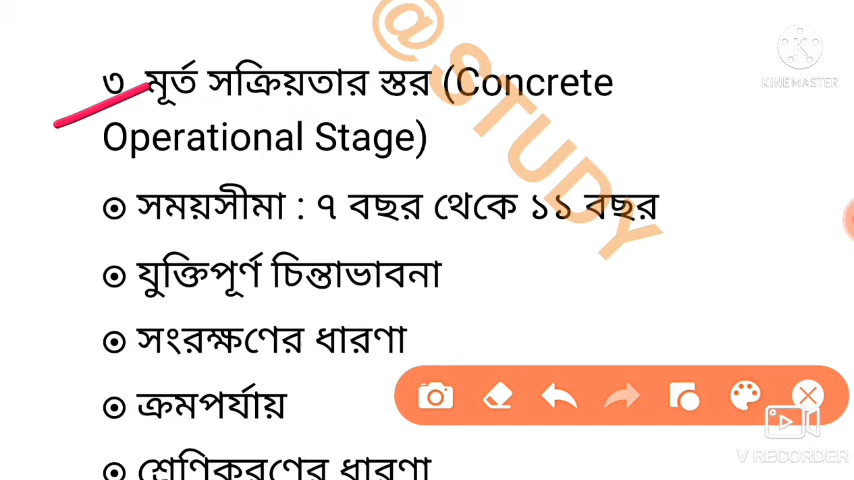 ৩ মূর্ত সক্রিয়তার স্তর (Concrete
Operational Stage)
⊙ সময়সীমা : ৭ বছর থেকে ১১ বছর
⊙ যুক্তিপূর্ণ চিন্তাভাবনা
⊙ সংরক্ষণের ধারণা
⊙ ক্রমপর্যায়
⊙ শ্রেণিকরণের ধারণা
@STUDY
KINEMASTER
V RECORDER